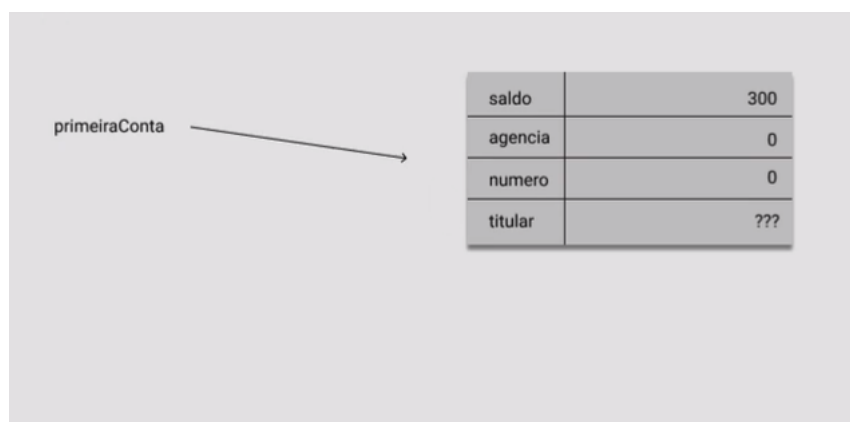 primeiraConta
saldo 300
agencia 0
numero 0
titular ???